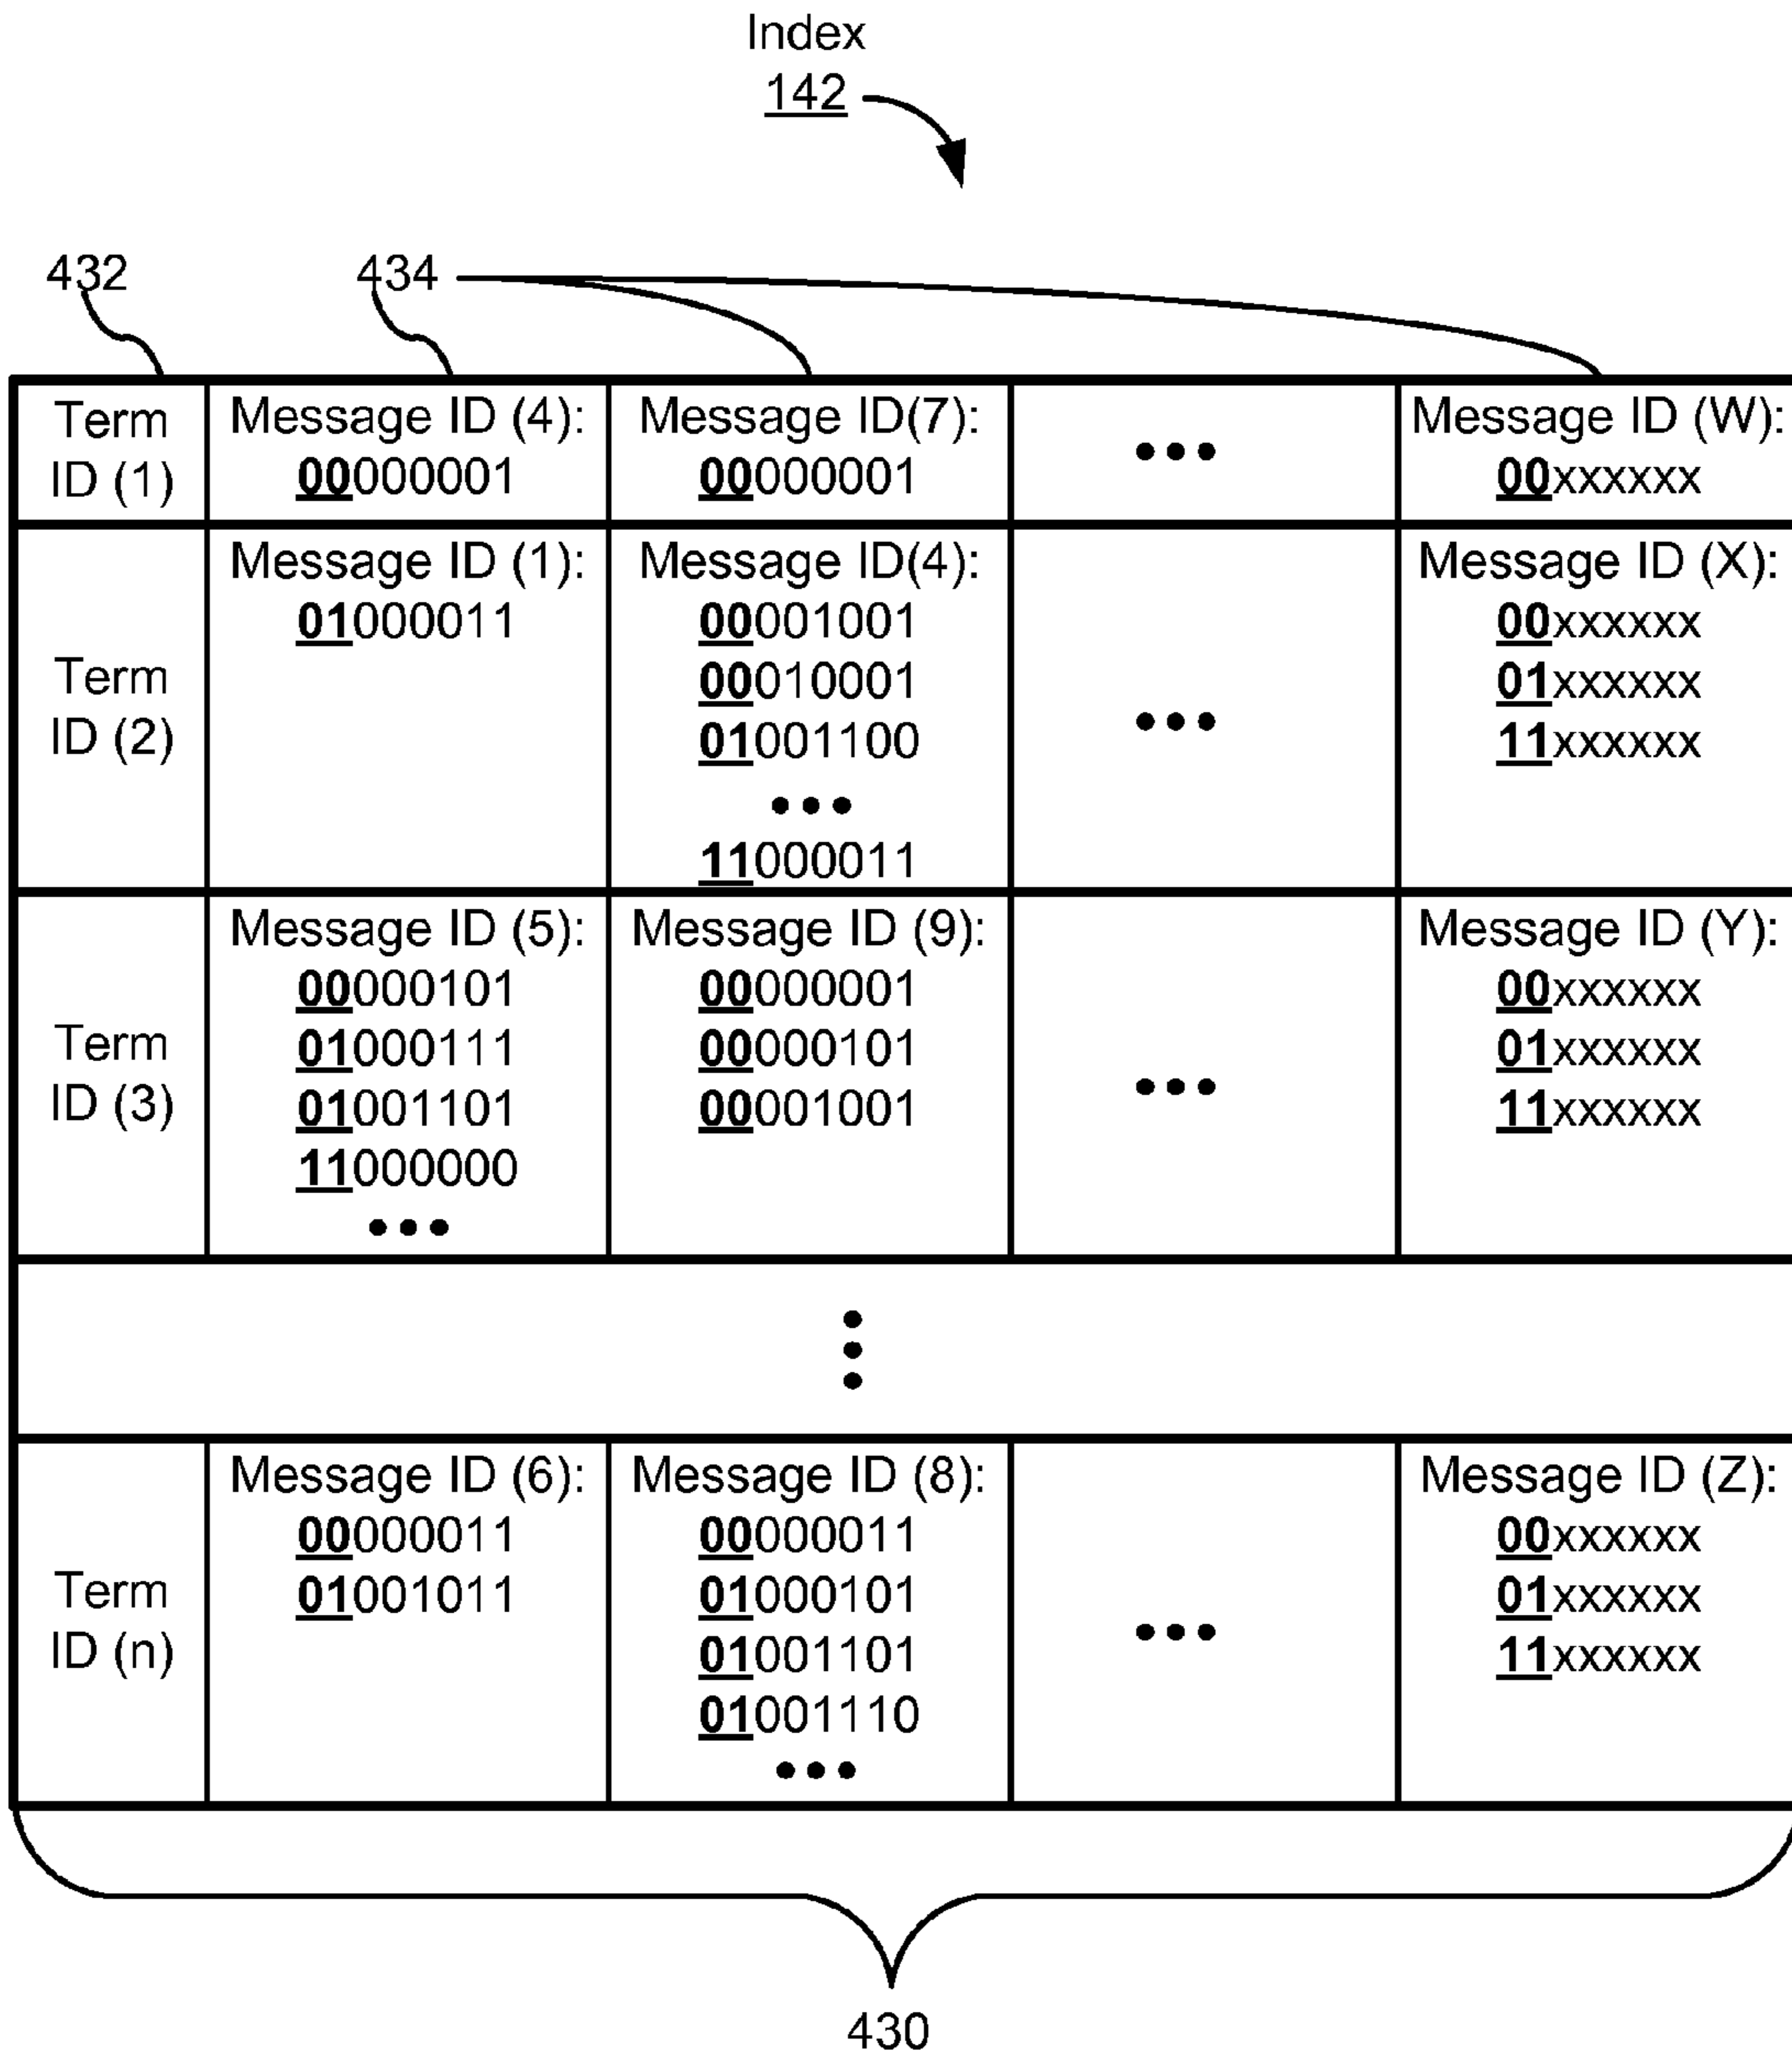 Index
142
432
434
Term
ID (1)
Message ID (4):
00000001
Message ID(7):
00000001
•••
Message ID (W):
00xxxxxx
Term
ID (2)
Message ID (1):
01000011
Message ID(4):
00001001
00010001
01001100
•••
11000011
•••
Message ID (X):
00xxxxxx
01xxxxxx
11xxxxxx
Term
ID (3)
Message ID (5):
00000101
01000111
01001101
11000000
•••
Message ID (9):
00000001
00000101
00001001
•••
Message ID (Y):
00xxxxxx
01xxxxxx
11xxxxxx
Term
ID (n)
Message ID (6):
00000011
01001011
Message ID (8):
00000011
01000101
01001101
01001110
•••
•••
Message ID (Z):
00xxxxxx
01xxxxxx
11xxxxxx
430